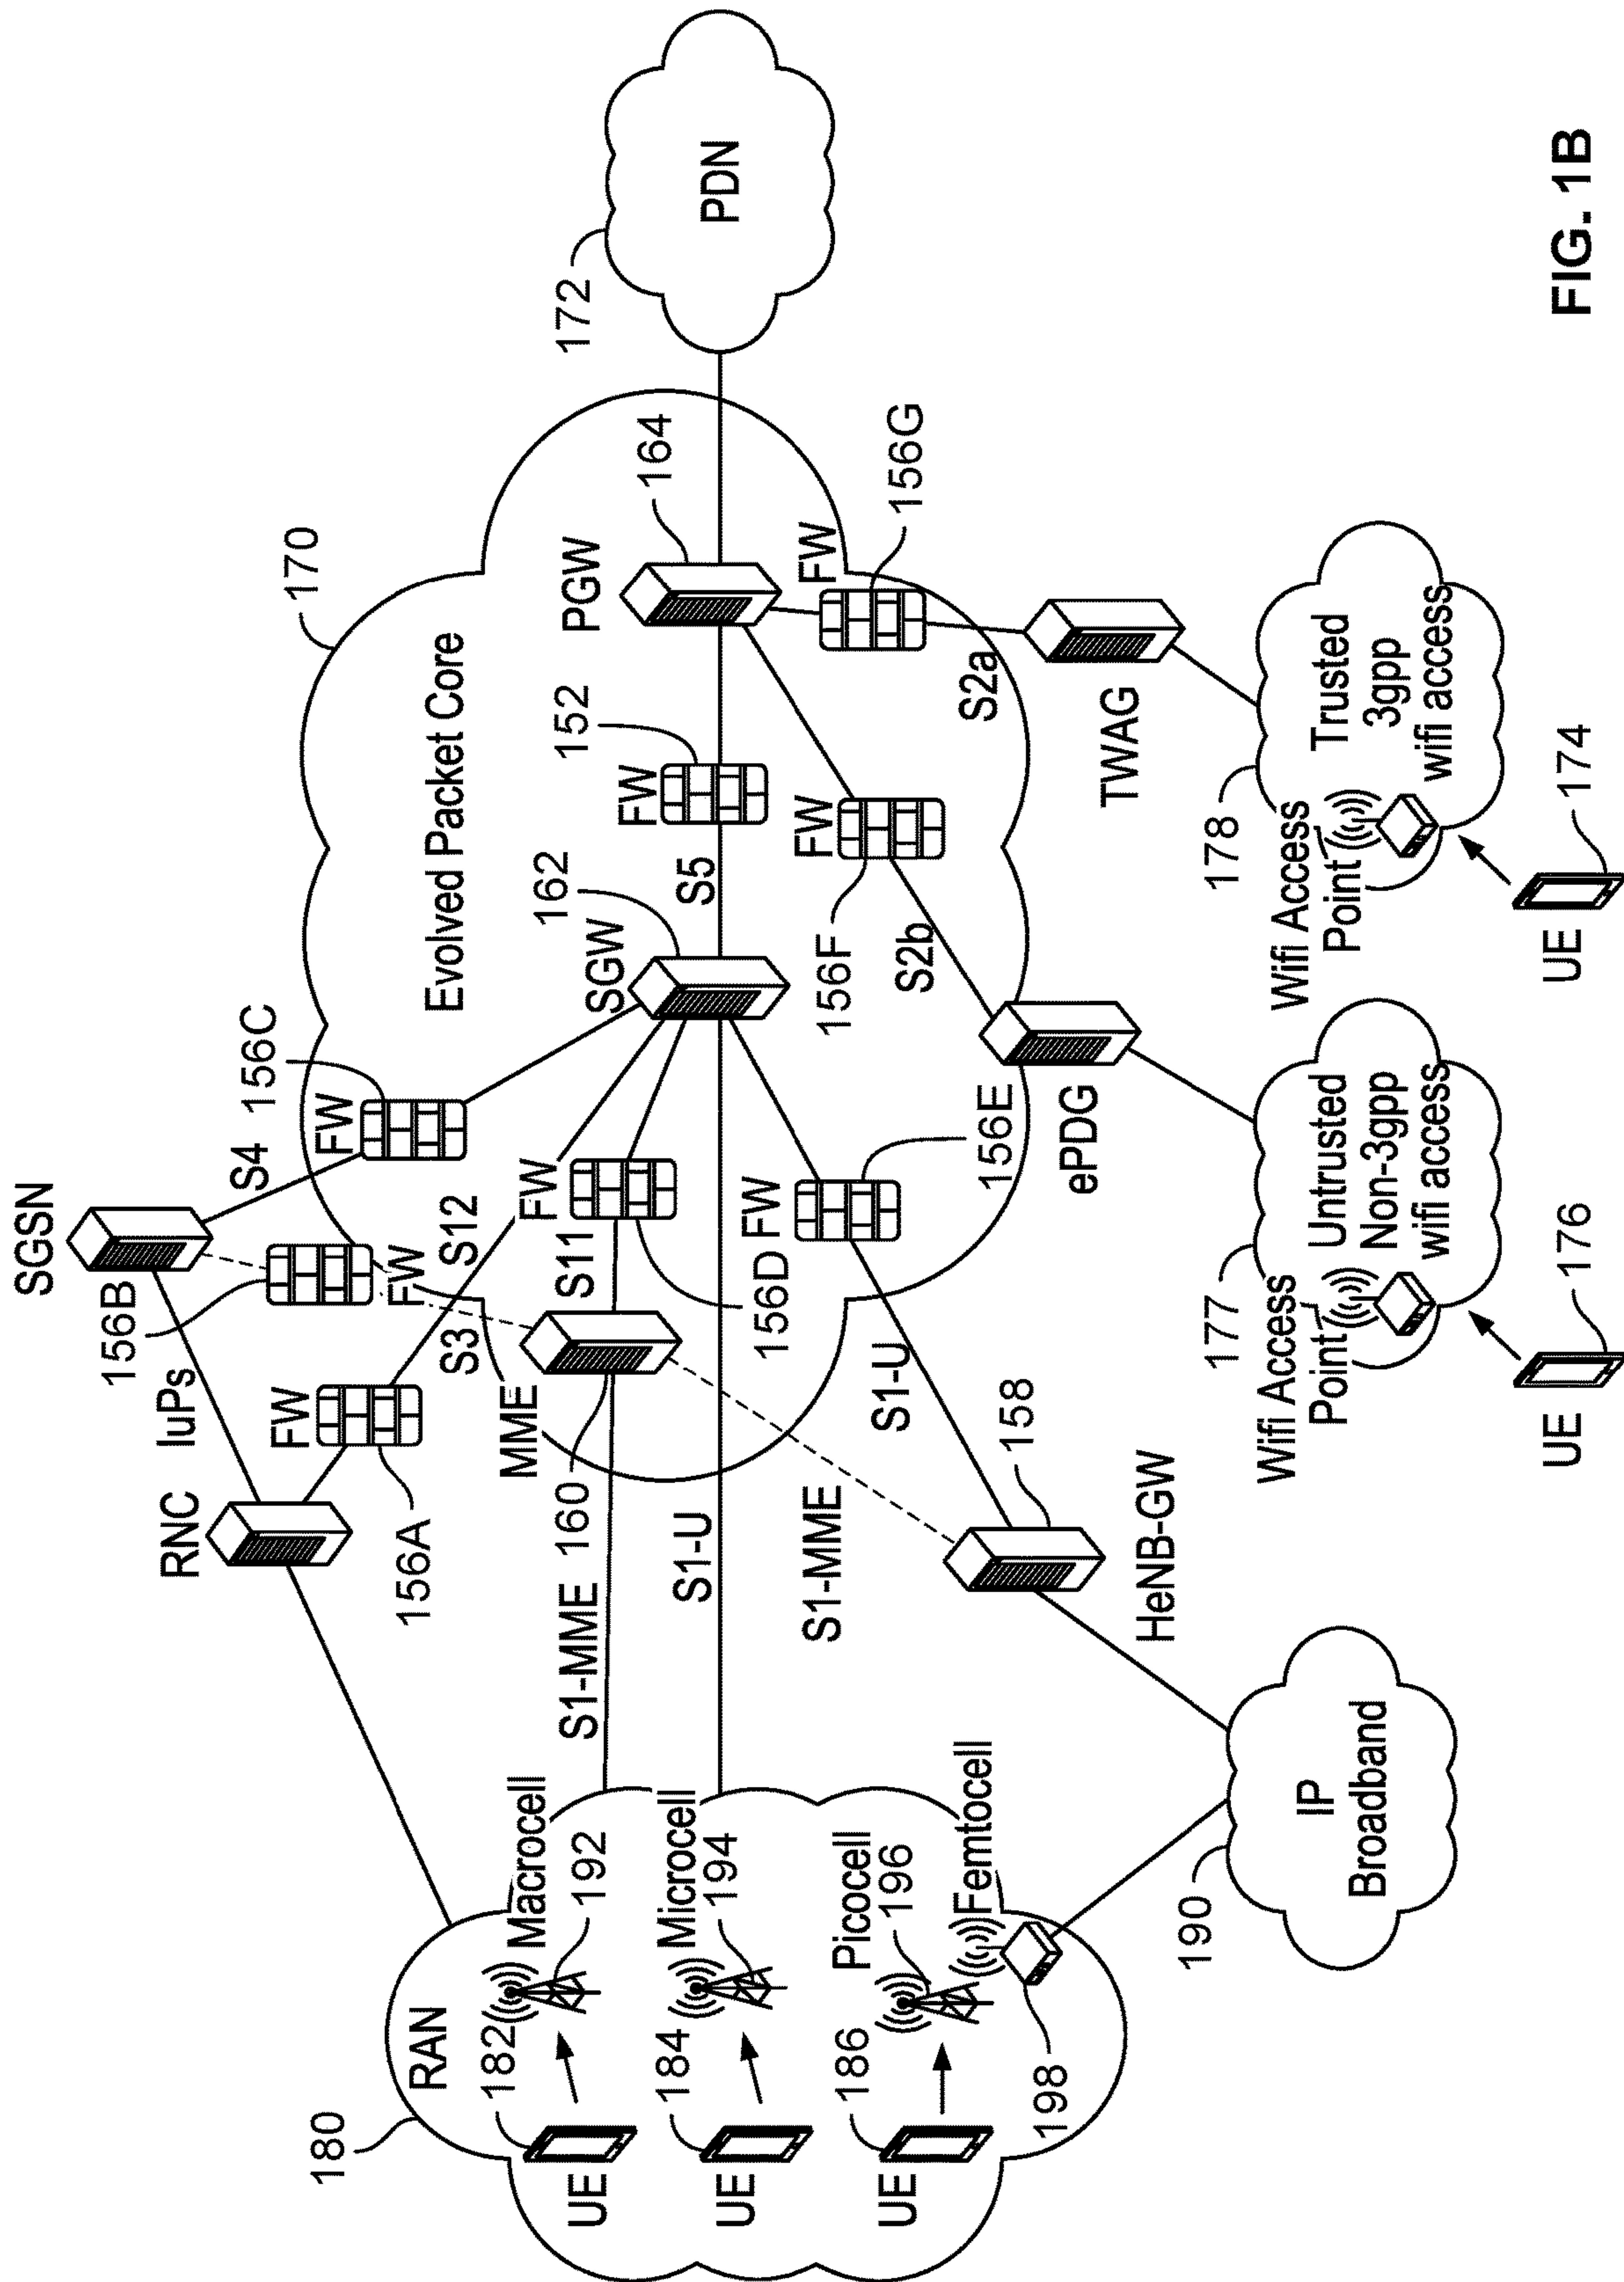 SGSN
170
156B
S4
156C
IuPs
FW
FW
Evolved Packet Core
RNC
FW
S12
S3
156A
FW
S11
MME
160
156D
SGW
162
S5
FW
152
PGW
164
172
PDN
180
RAN
182
Macrocell
192
UE
S1-MME
S1-U
184
Microcell
194
UE
S1-MME
S1-U
FW
156E
156F
FW
FW
156G
S2b
S2a
186
Picocell
196
Femtocell
UE
198
158
HeNB-GW
ePDG
TWAG
190
IP
Broadband
177
Wifi Access
Point
Untrusted
Non-3gpp
wifi access
178
Wifi Access
Point
Trusted
3gpp
wifi access
UE
176
UE
174
FIG. 1B